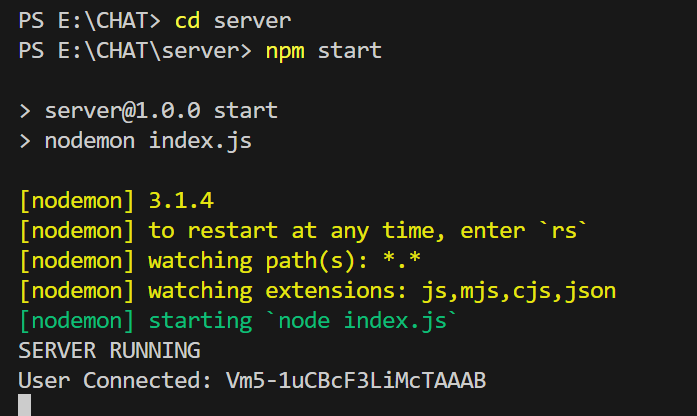 PS E:\CHAT> cd server
PS E:\CHAT\server> npm start
> server@1.0.0 start
> nodemon index.js
[nodemon] 3.1.4
[nodemon] to restart at any time, enter `rs`
[nodemon] watching path(s): *.*
[nodemon] watching extensions: js,mjs,cjs,json
[nodemon] starting `node index.js`
SERVER RUNNING
User Connected: Vm5-1uCBcF3LiMcTAAAB